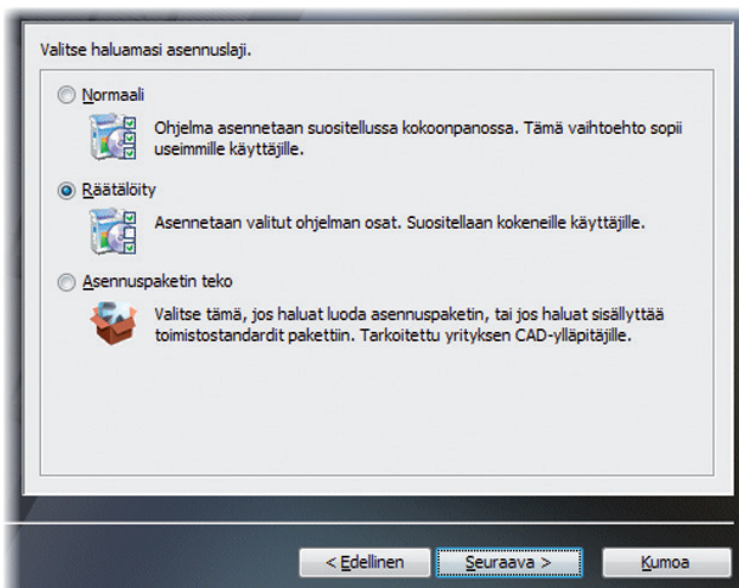 Valitse haluamasi asennuslaji.
Normaali
Ohjelma asennetaan suositellussa kokoonpanossa. Tämä vaihtoehto sopii
useimmille käyttäjille.
Räätälöity
Asennetaan valitut ohjelman osat. Suositellaan kokeneille käyttäjille.
Asennuspaketin teko
Valitse tämä, jos haluat luoda asennuspaketin, tai jos haluat sisällyttää
toimistostandardit pakettiin. Tarkoitettu yrityksen CAD-ylläpitäjille.
< Edellinen Seuraava > Kumoa